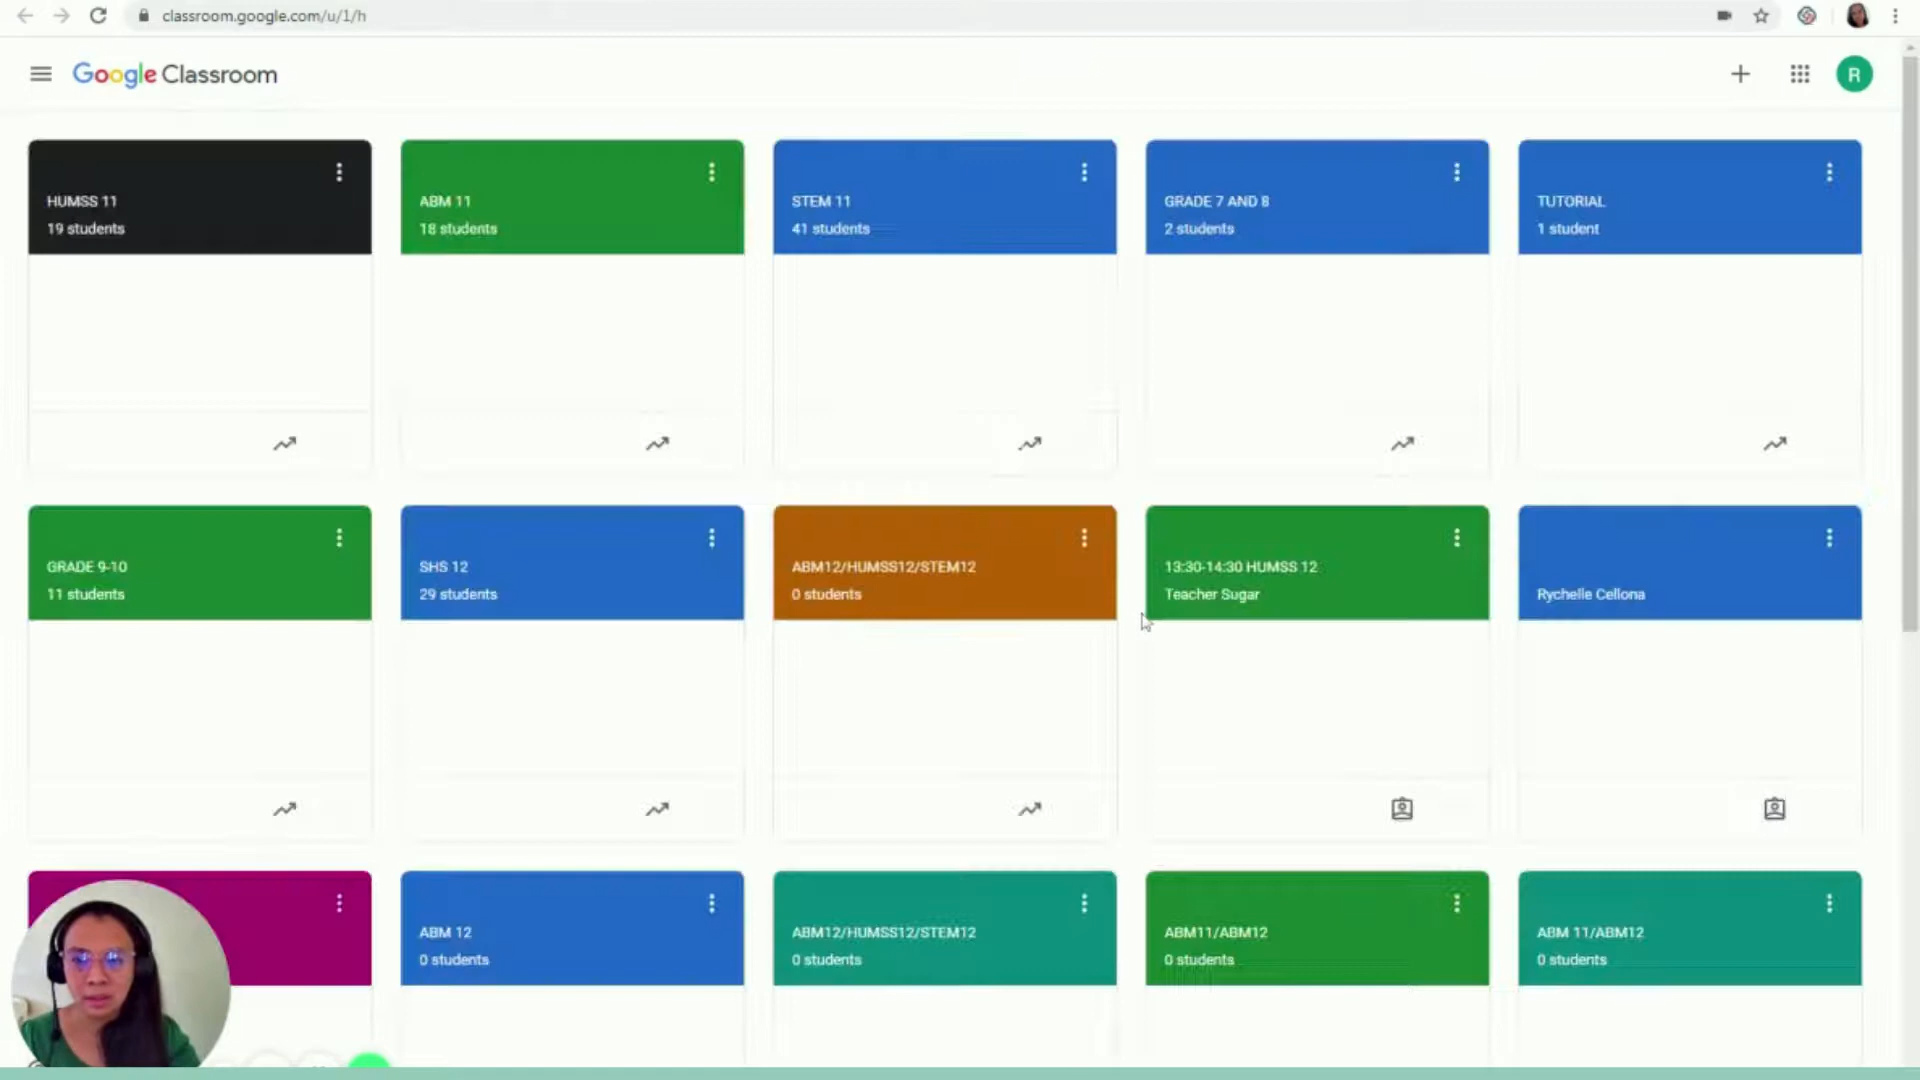 classroom.google.com/u/1/h
Google Classroom
R
HUMSS 11
19 students
ABM 11
18 students
STEM 11
41 students
GRADE 7 AND 8
2 students
TUTORIAL
1 student
GRADE 9-10
11 students
SHS 12
29 students
ABM12/HUMSS12/STEM12
0 students
13:30-14:30 HUMSS 12
Teacher Sugar
Rychelle Cellona
ABM 12
0 students
ABM12/HUMSS12/STEM12
0 students
ABM11/ABM12
0 students
ABM 11/ABM12
0 students